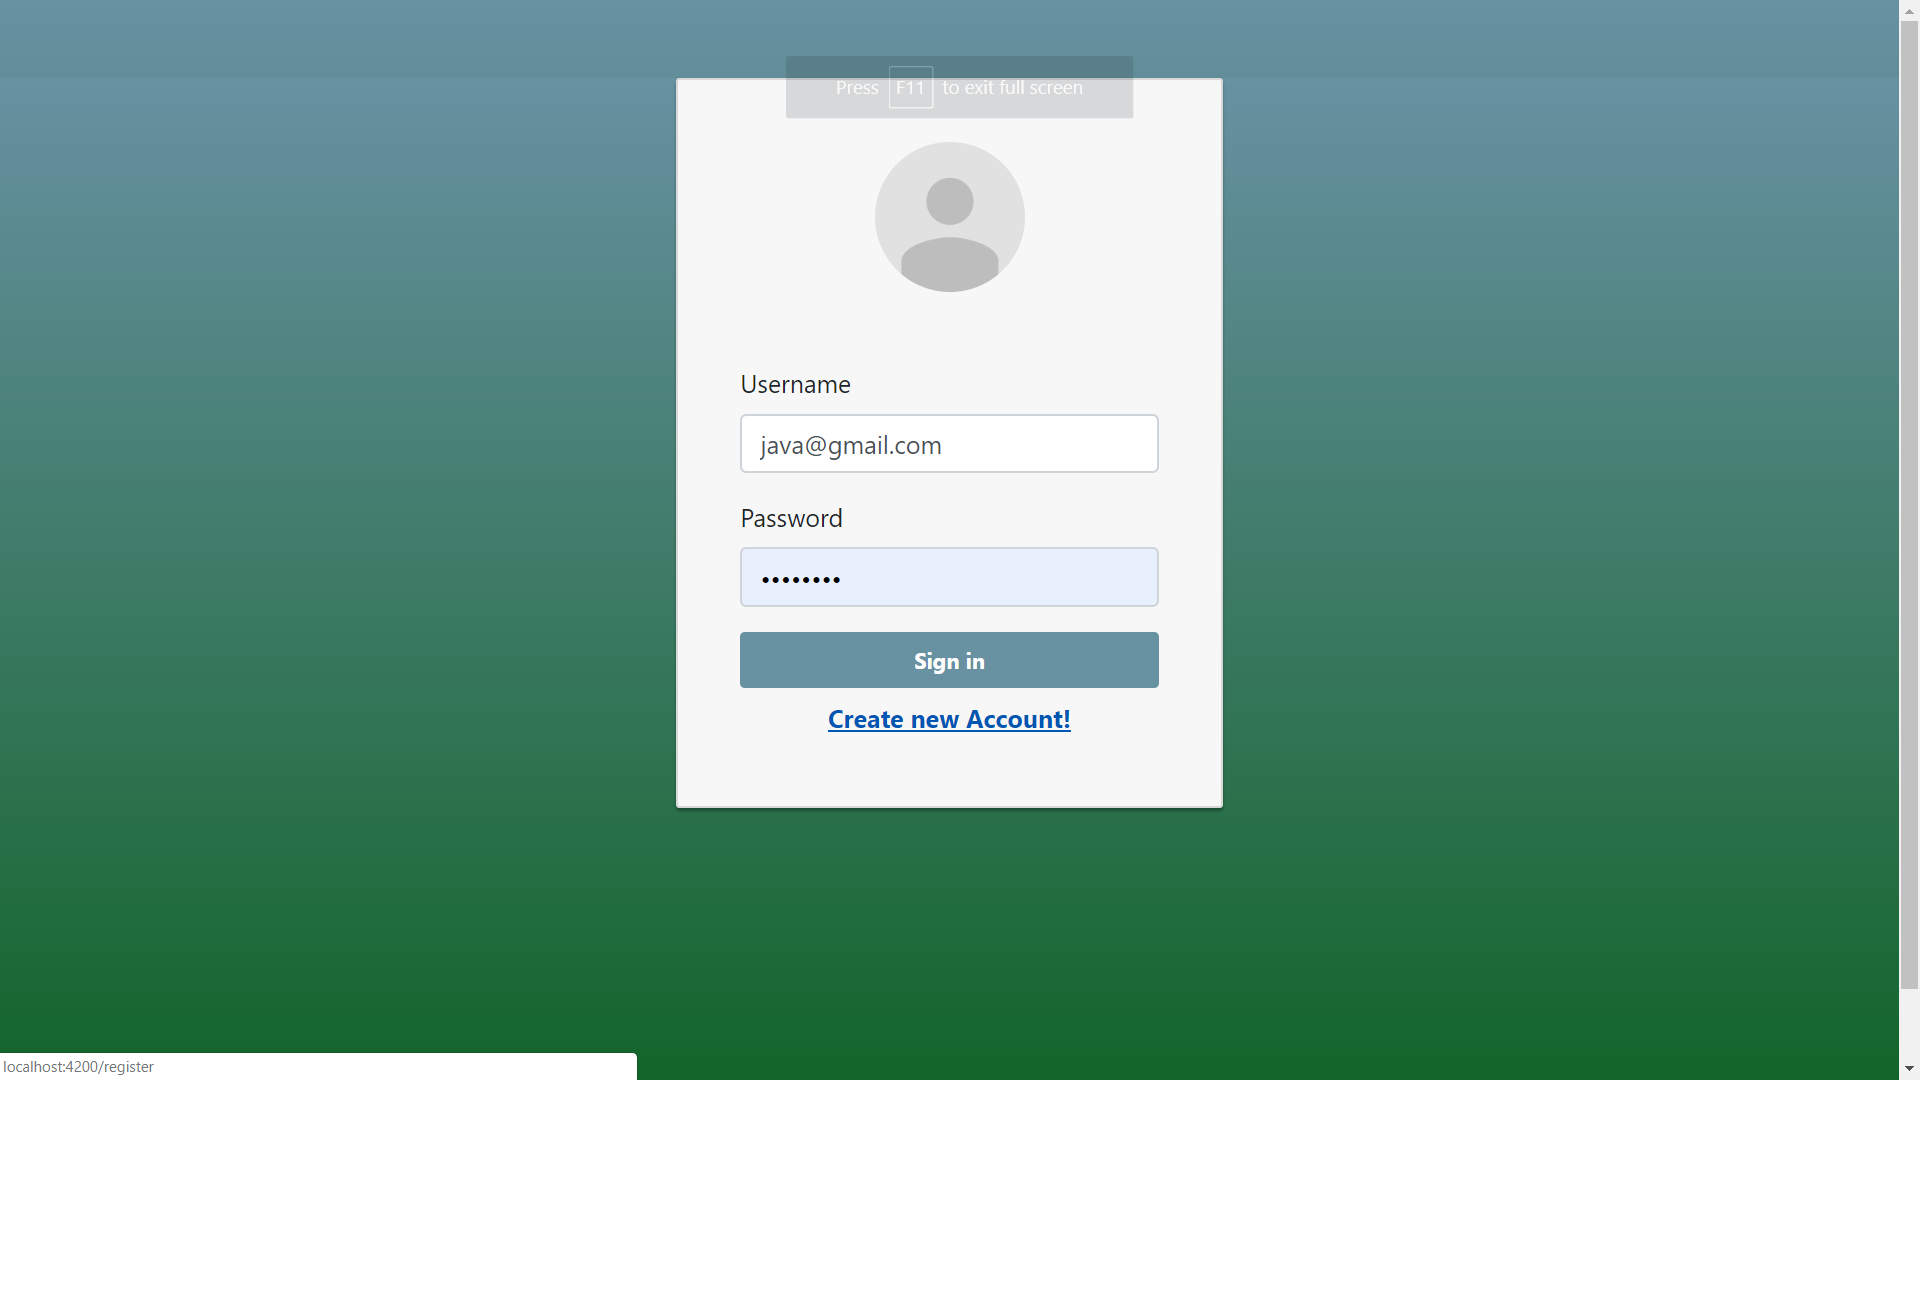 Press F11 to exit full screen
Username
java@gmail.com
Password
••••••••
Sign in
Create new Account!
localhost:4200/register